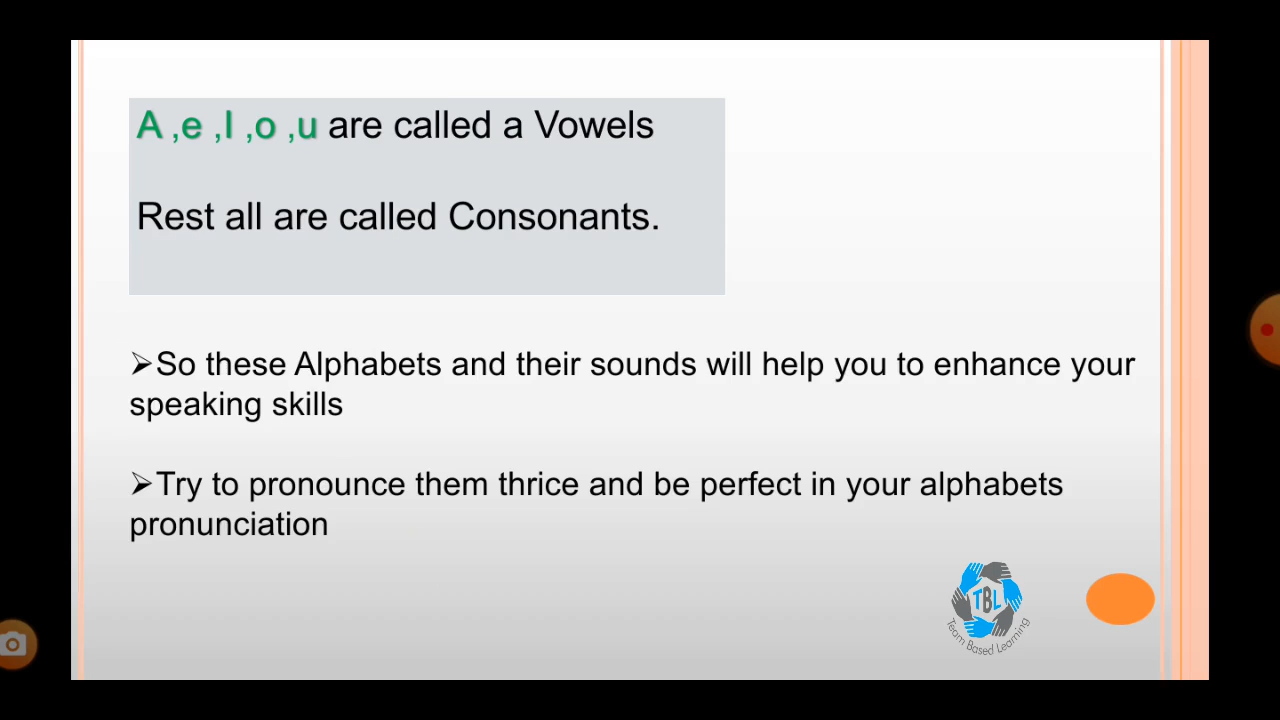 A ,e ,I ,o ,u are called a Vowels
Rest all are called Consonants.
➢So these Alphabets and their sounds will help you to enhance your
speaking skills
➢Try to pronounce them thrice and be perfect in your alphabets
pronunciation
TBL
Team Based Learning